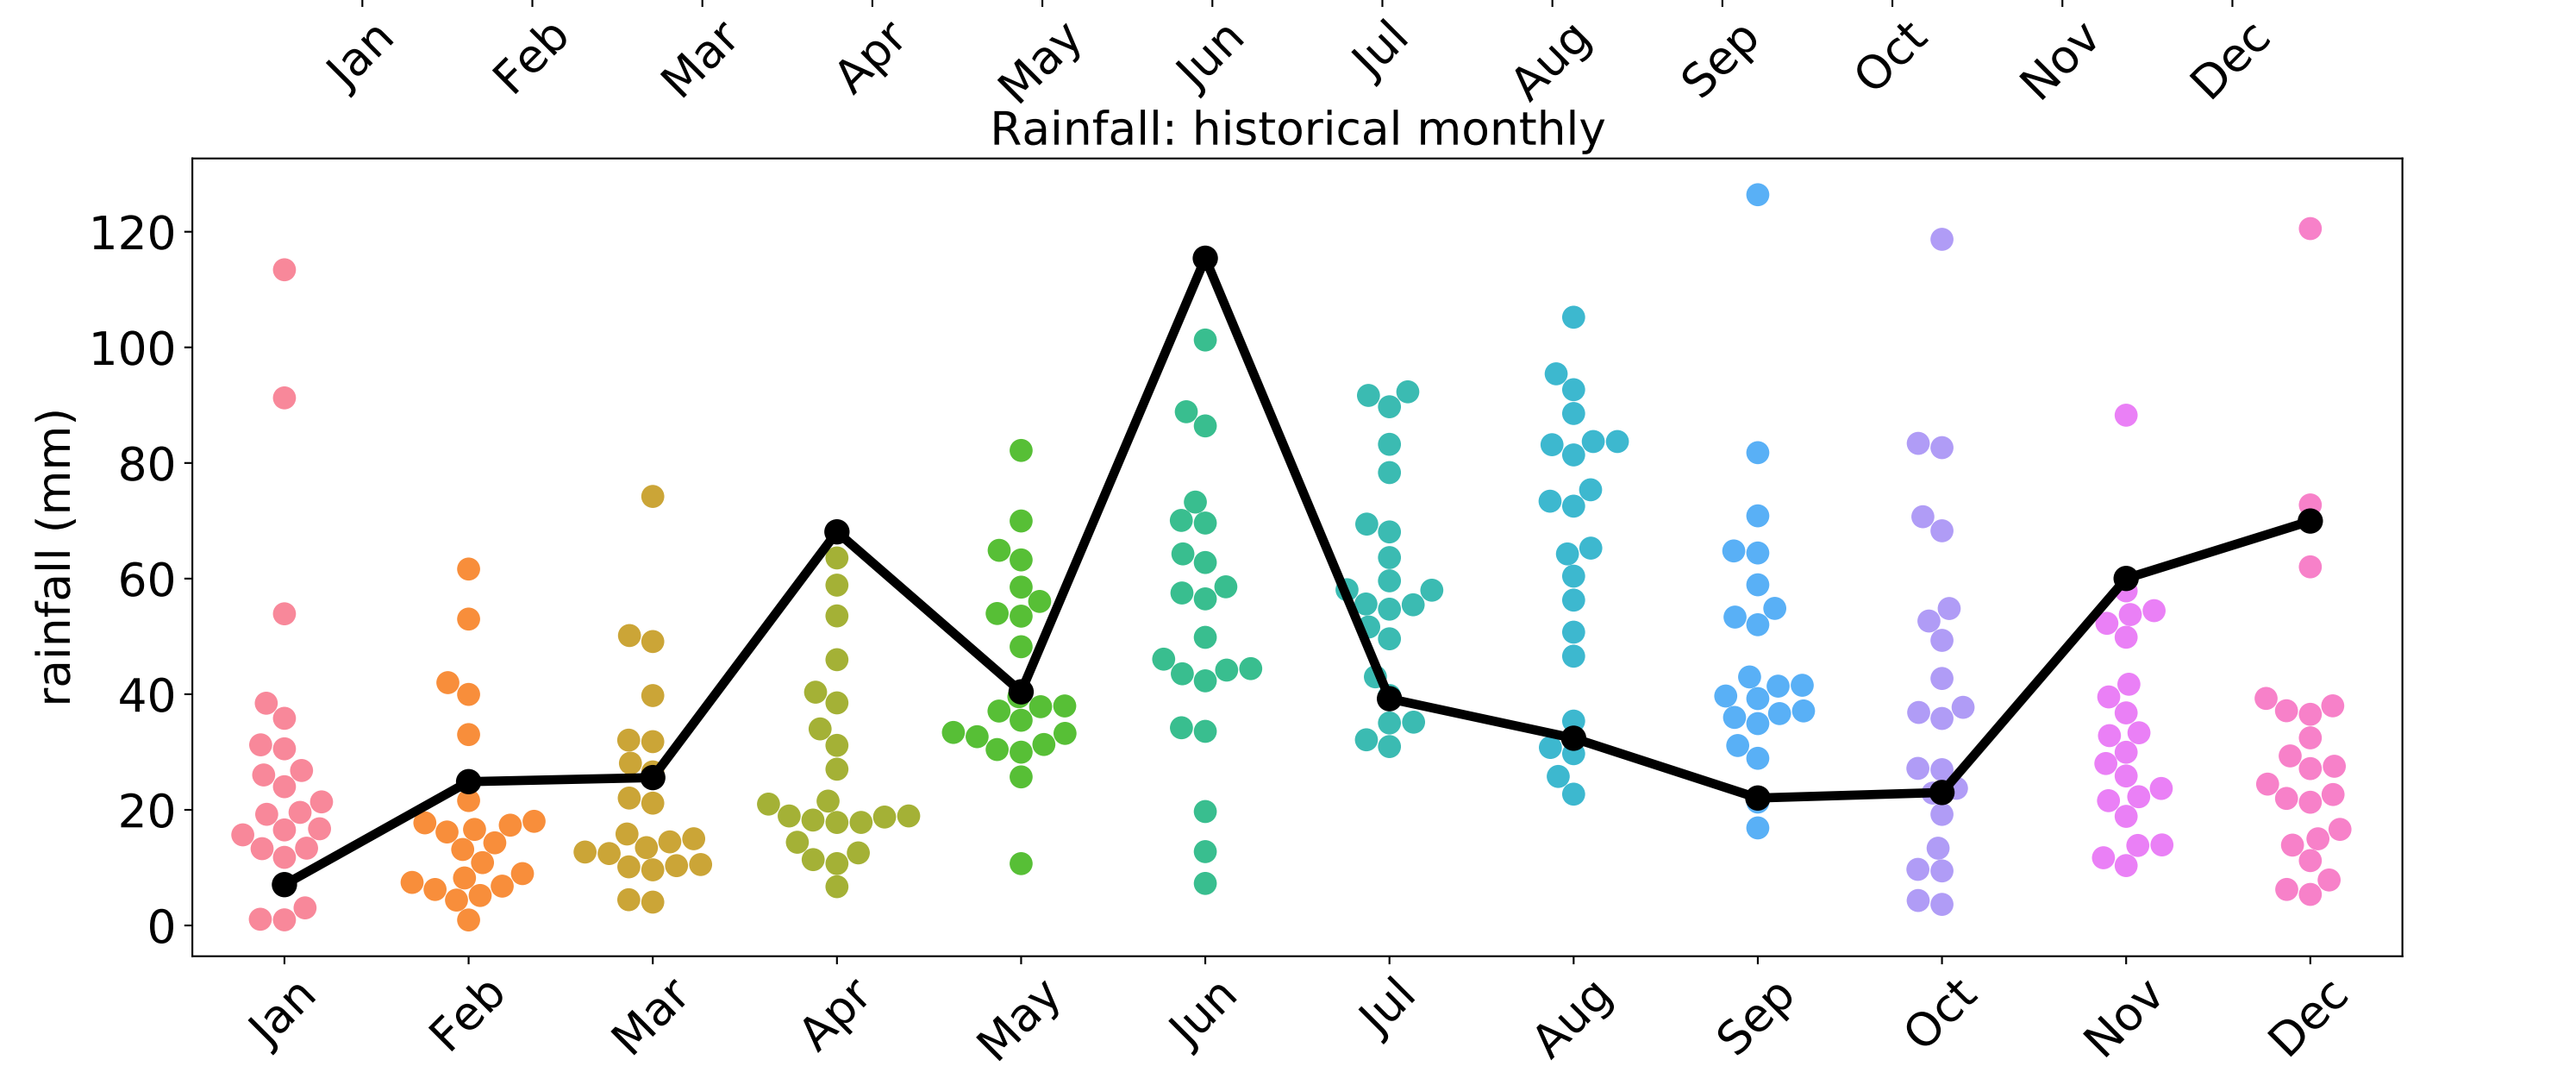 Jan Feb Mar Apr May Jun Jul Aug Sep Oct Nov Dec
Rainfall: historical monthly
rainfall (mm)
120
100
80
60
40
20
0
Jan Feb Mar Apr May Jun Jul Aug Sep Oct Nov Dec